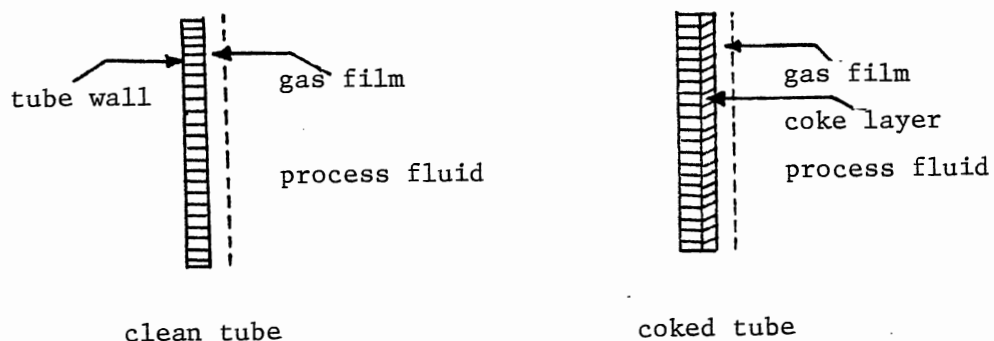 tube wall
gas film
process fluid
clean tube
gas film
coke layer
process fluid
coked tube